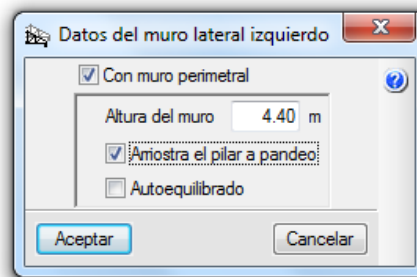 Datos del muro lateral izquierdo
Con muro perimetral
Altura del muro 4.40 m
Arriostra el pilar a pandeo
Autoequilibrado
Aceptar Cancelar